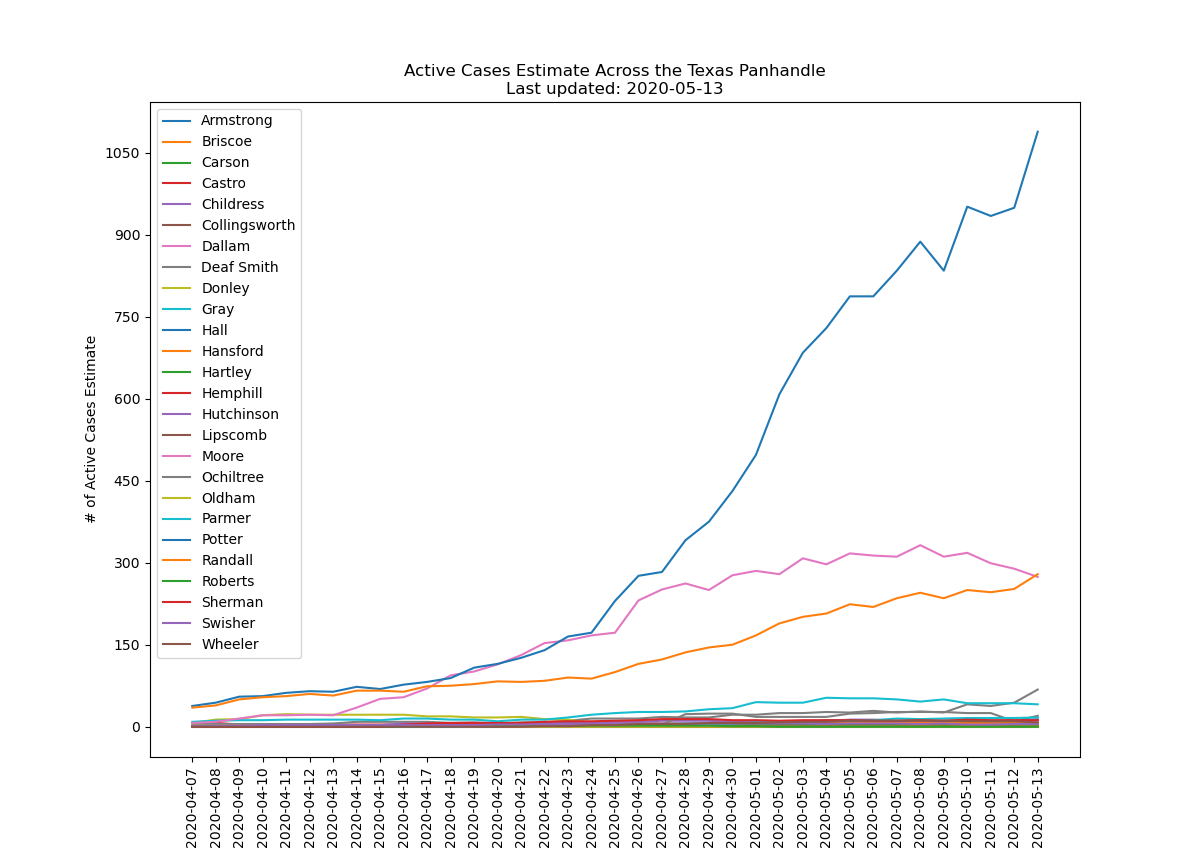 Active Cases Estimate Across the Texas Panhandle
Last updated: 2020-05-13
# of Active Cases Estimate
1050
900
750
600
450
300
150
0
Armstrong
Briscoe
Carson
Castro
Childress
Collingsworth
Dallam
Deaf Smith
Donley
Gray
Hall
Hansford
Hartley
Hemphill
Hutchinson
Lipscomb
Moore
Ochiltree
Oldham
Parmer
Potter
Randall
Roberts
Sherman
Swisher
Wheeler
2020-04-07
2020-04-08
2020-04-09
2020-04-10
2020-04-11
2020-04-12
2020-04-13
2020-04-14
2020-04-15
2020-04-16
2020-04-17
2020-04-18
2020-04-19
2020-04-20
2020-04-21
2020-04-22
2020-04-23
2020-04-24
2020-04-25
2020-04-26
2020-04-27
2020-04-28
2020-04-29
2020-04-30
2020-05-01
2020-05-02
2020-05-03
2020-05-04
2020-05-05
2020-05-06
2020-05-07
2020-05-08
2020-05-09
2020-05-10
2020-05-11
2020-05-12
2020-05-13